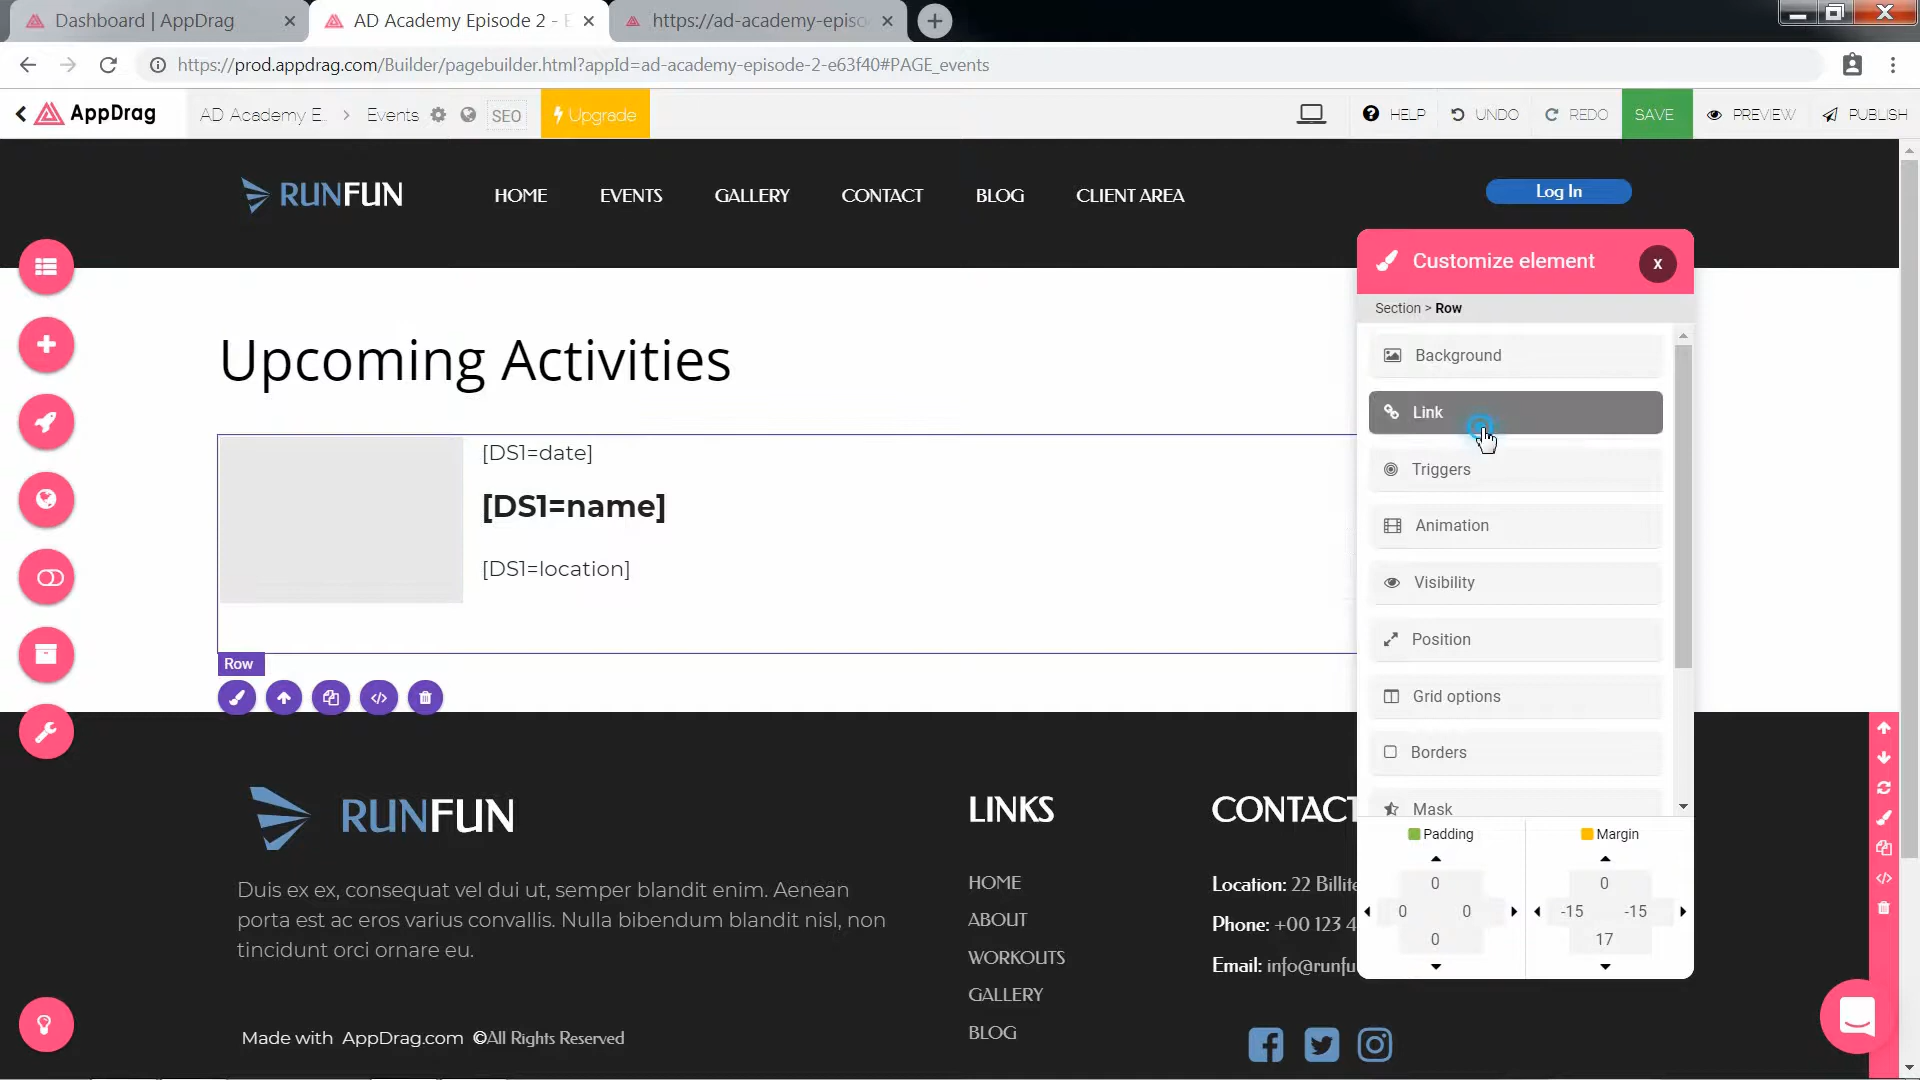 Dashboard | AppDrag
AD Academy Episode 2 - E
https://ad-academy-episo
https://prod.appdrag.com/Builder/pagebuilder.html?appId=ad-academy-episode-2-e63f40#PAGE_events
AppDrag
AD Academy E..
Events
SEO
Upgrade
HELP
UNDO
REDO
SAVE
PREVIEW
PUBLISH
RUNFUN
HOME
EVENTS
GALLERY
CONTACT
BLOG
CLIENT AREA
Log In
Upcoming Activities
[DS1=date]
[DS1=name]
[DS1=location]
Row
Customize element
x
Section > Row
Background
Link
Triggers
Animation
Visibility
Position
Grid options
Borders
Mask
Padding
0
0 0
0
Margin
0
-15 -15
17
RUNFUN
Duis ex ex, consequat vel dui ut, semper blandit enim. Aenean
porta est ac eros varius convallis. Nulla bibendum blandit nisl, non
tincidunt orci ornare eu.
Made with AppDrag.com ©All Rights Reserved
LINKS
HOME
ABOUT
WORKOUTS
GALLERY
BLOG
CONTACT
Location: 22 Billite
Phone: +00 123 4
Email: info@runfu